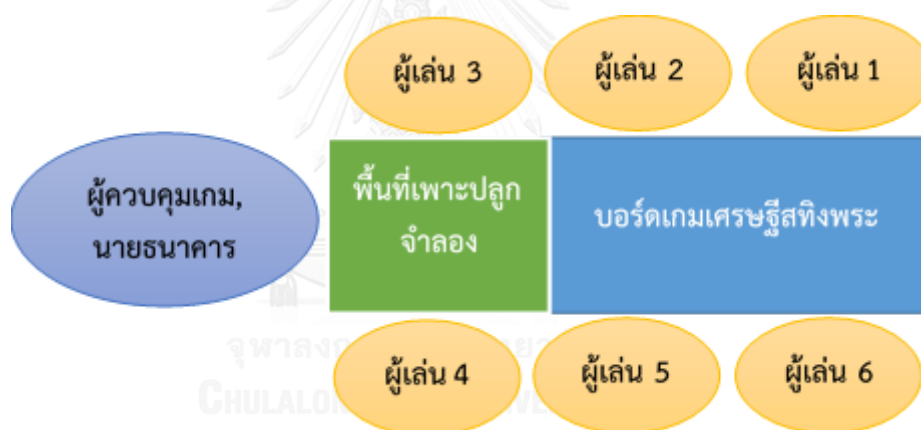 ผู้เล่น 3
ผู้เล่น 2
ผู้เล่น 1
ผู้ควบคุมเกม,
นายธนาคาร
พื้นที่เพาะปลูก
จำลอง
บอร์ดเกมเศรษฐีสทิงพระ
ผู้เล่น 4
ผู้เล่น 5
ผู้เล่น 6